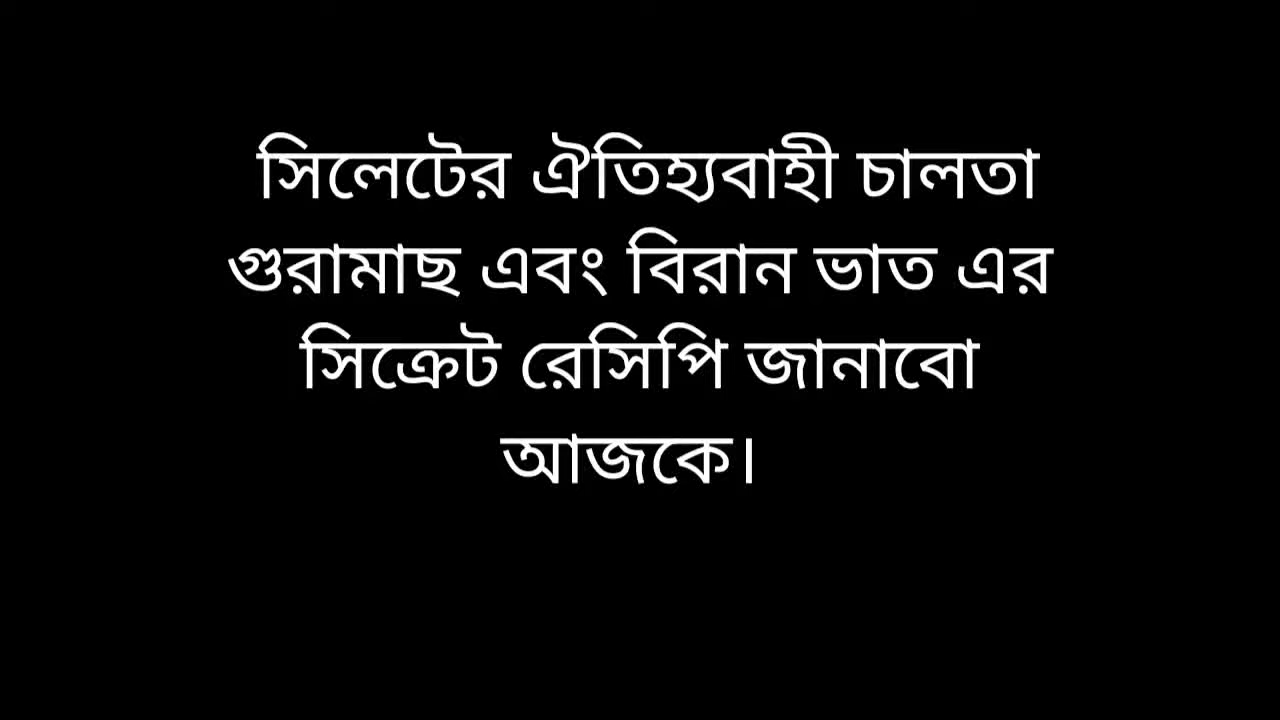 সিলেটের ঐতিহ্যবাহী চালতা
গুরামাছ এবং বিরান ভাত এর
সিক্রেট রেসিপি জানাবো
আজকে।